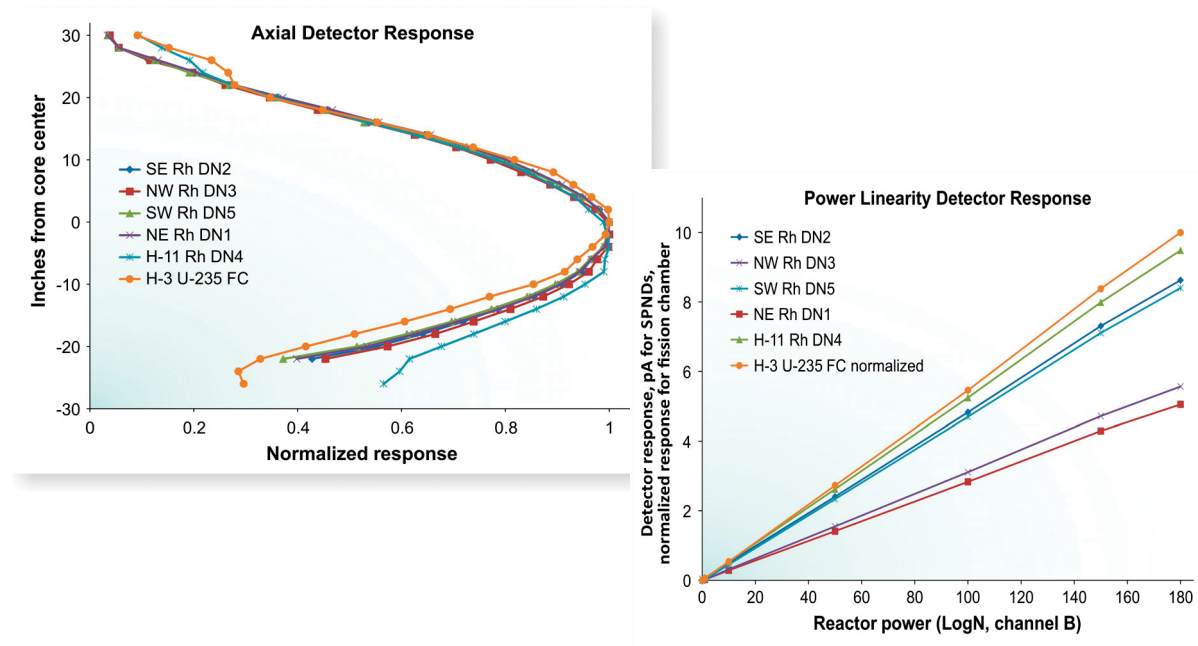 Axial Detector Response
Inches from core center
30
20
10
0
-10
-20
-30
SE Rh DN2
NW Rh DN3
SW Rh DN5
NE Rh DN1
H-11 Rh DN4
H-3 U-235 FC
0 0.2 0.4 0.6 0.8 1
Normalized response
Power Linearity Detector Response
Detector response, pA for SPNDs,
normalized response for fission chamber
10
8
6
4
2
0
SE Rh DN2
NW Rh DN3
SW Rh DN5
NE Rh DN1
H-11 Rh DN4
H-3 U-235 FC normalized
0 20 40 60 80 100 120 140 160 180
Reactor power (LogN, channel B)